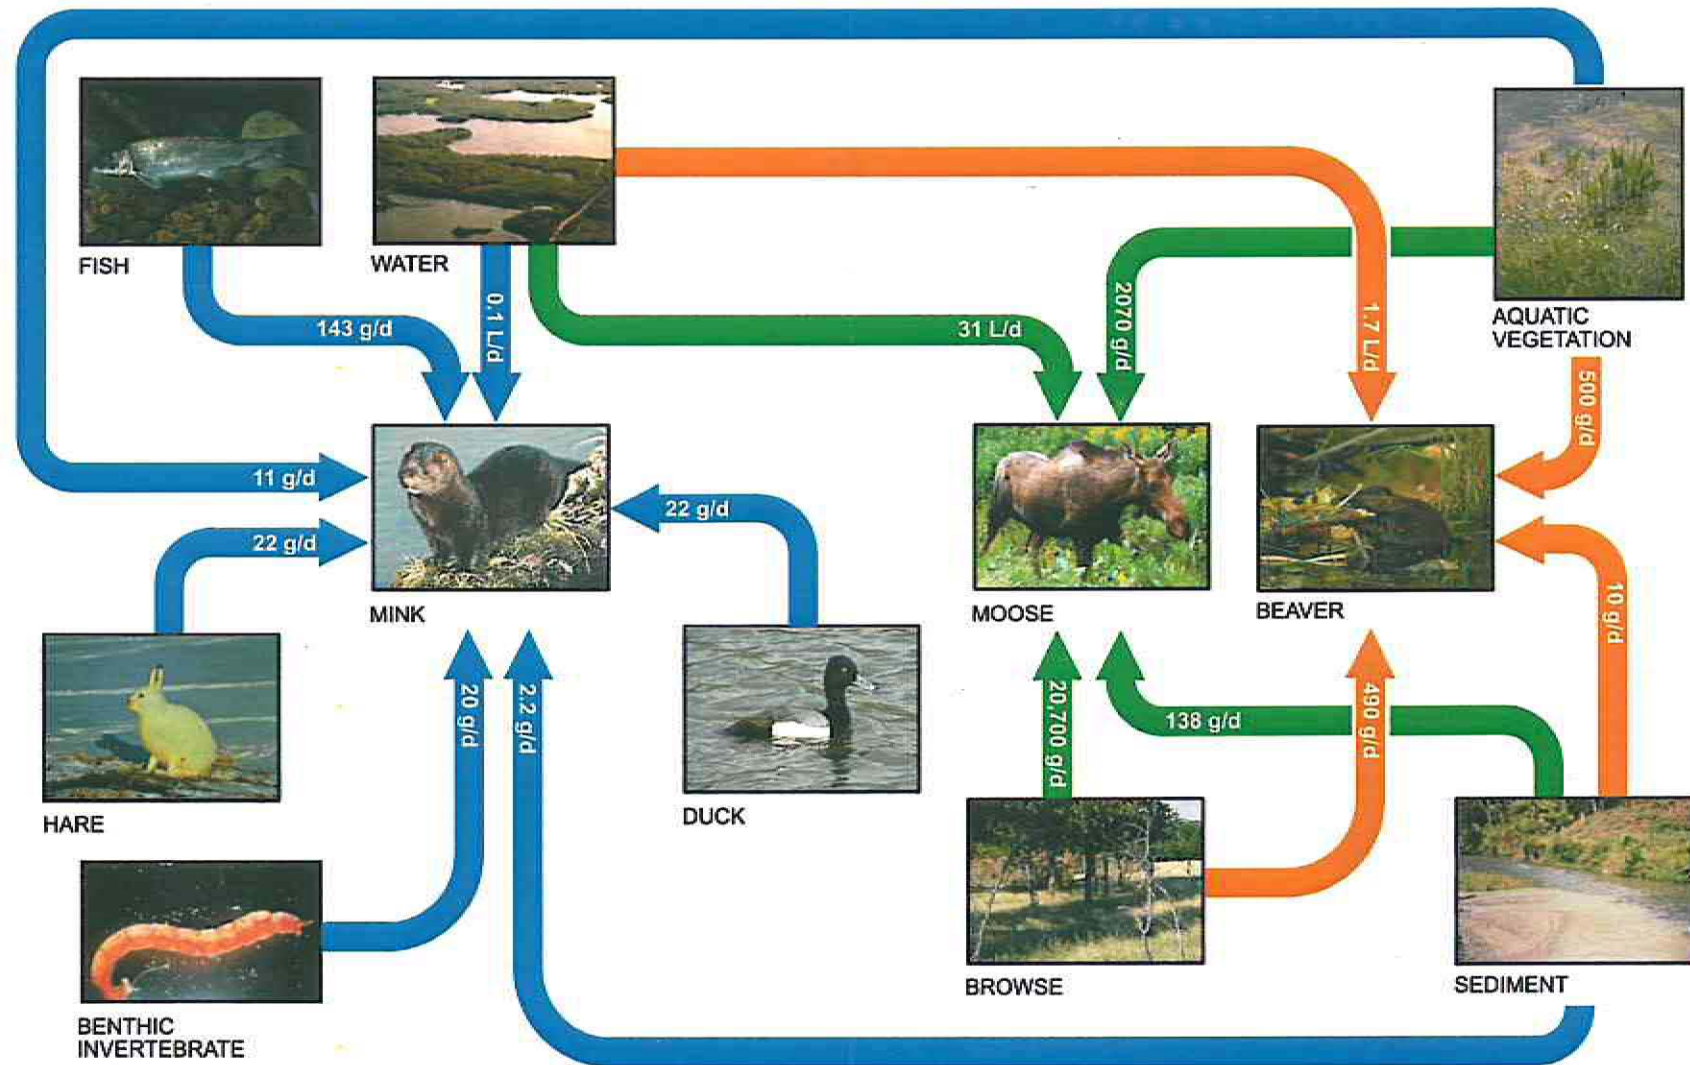 FISH
WATER
AQUATIC
VEGETATION
143 g/d
0.1 L/d
31 L/d
2070 g/d
1.7 L/d
500 g/d
11 g/d
22 g/d
22 g/d
MINK
MOOSE
BEAVER
10 g/d
20 g/d
2.2 g/d
20,700 g/d
138 g/d
490 g/d
HARE
DUCK
BROWSE
SEDIMENT
BENTHIC
INVERTEBRATE